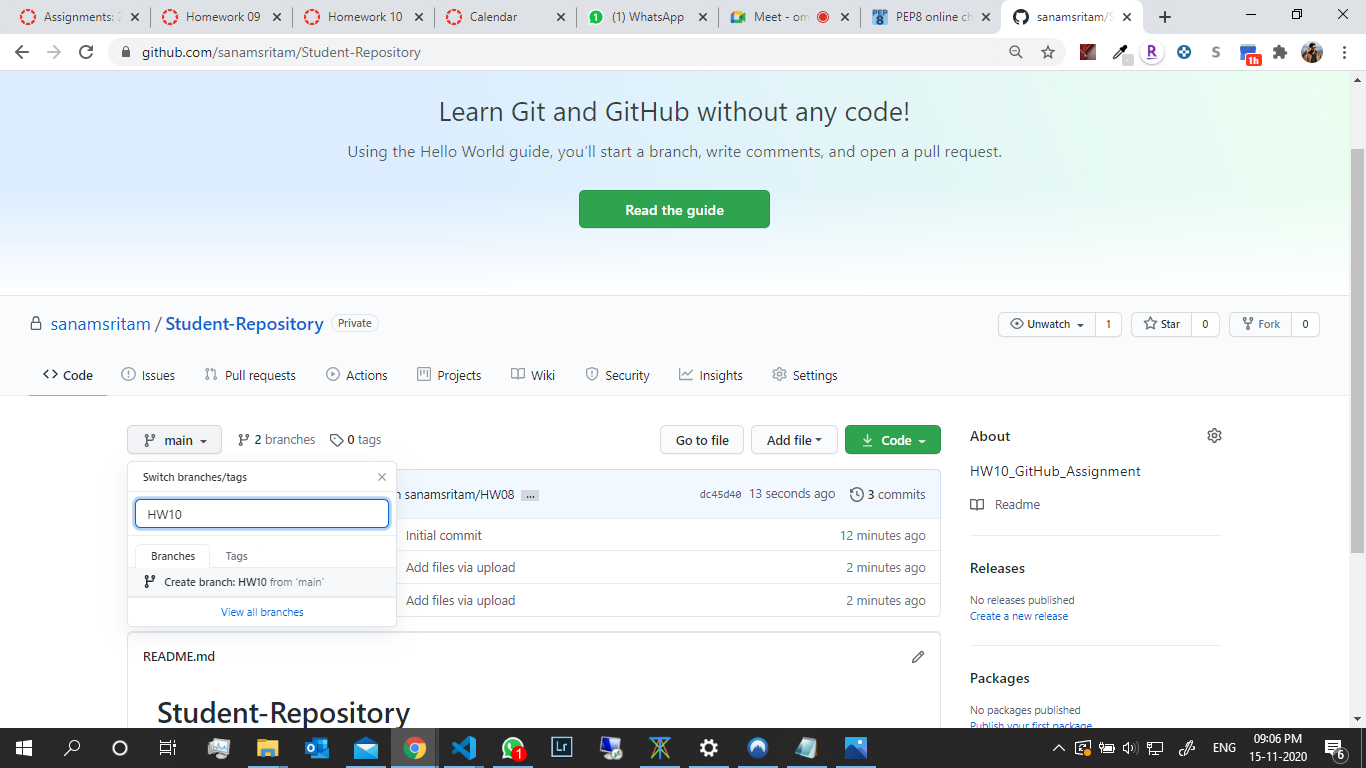 Assignments: 2
Homework 09
Homework 10
Calendar
(1) WhatsApp
Meet - om
PEP8 online ch
sanamsritam/S
github.com/sanamsritam/Student-Repository
R
S
1h
Learn Git and GitHub without any code!
Using the Hello World guide, you’ll start a branch, write comments, and open a pull request.
Read the guide
sanamsritam / Student-Repository Private
Unwatch 1 Star 0 Fork 0
Code Issues Pull requests Actions Projects Wiki Security Insights Settings
main 2 branches 0 tags
Go to file Add file Code
Switch branches/tags
HW10
Branches Tags
Create branch: HW10 from ‘main’
View all branches
sanamsritam/HW08 ... dc45d40 13 seconds ago 3 commits
Initial commit 12 minutes ago
Add files via upload 2 minutes ago
Add files via upload 2 minutes ago
README.md
Student-Repository
About
HW10_GitHub_Assignment
Readme
Releases
No releases published
Create a new release
Packages
No packages published
Publish your first package
Lr
1
ENG
09:06 PM
15-11-2020
6